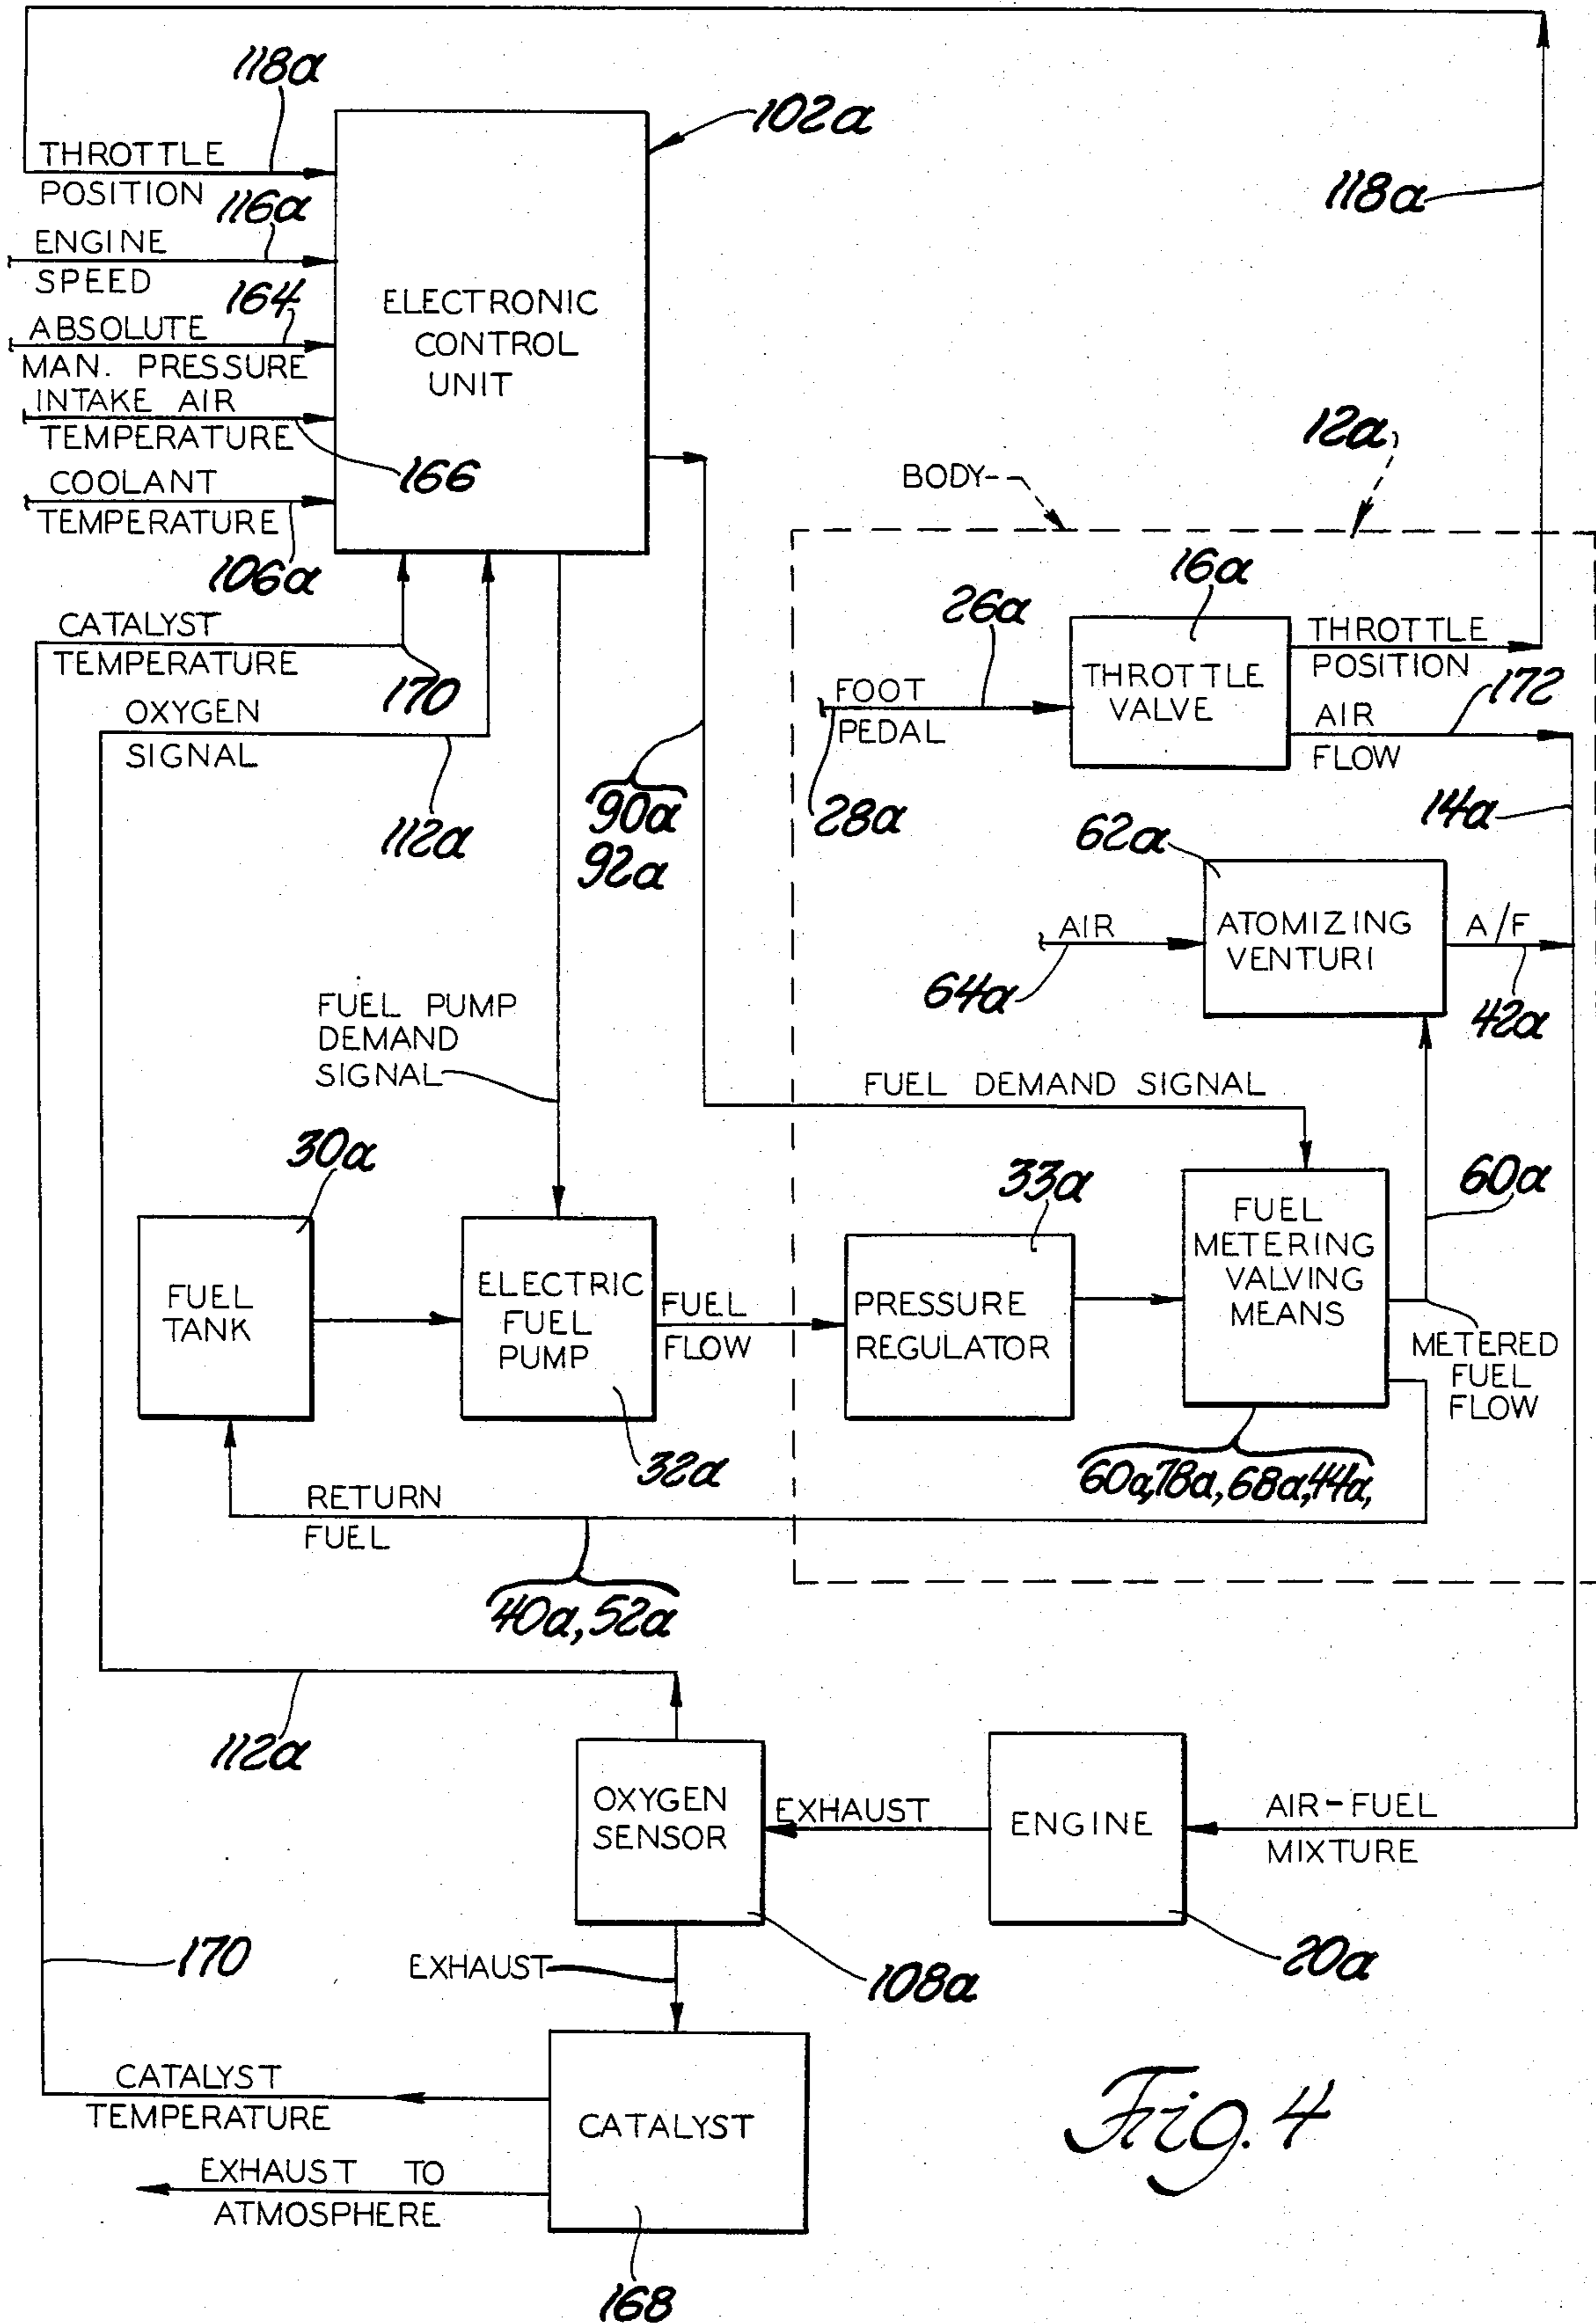 118a
102a
THROTTLE
POSITION
116a
118a
ENGINE
SPEED
164
ABSOLUTE
MAN. PRESSURE
INTAKE AIR
TEMPERATURE
166
COOLANT
TEMPERATURE
106a
ELECTRONIC
CONTROL
UNIT
12a
BODY
CATALYST
TEMPERATURE
170
OXYGEN
SIGNAL
112a
90a
92a
16a
26a
FOOT
PEDAL
28a
THROTTLE
VALVE
THROTTLE
POSITION
172
AIR
FLOW
14a
62a
AIR
64a
ATOMIZING
VENTURI
A/F
42a
FUEL PUMP
DEMAND
SIGNAL
FUEL DEMAND SIGNAL
30a
33a
60a
FUEL
TANK
ELECTRIC
FUEL
PUMP
32a
FUEL
FLOW
PRESSURE
REGULATOR
FUEL
METERING
VALVING
MEANS
METERED
FUEL
FLOW
60a,78a,68a,44a,
RETURN
FUEL
40a,52a
112a
OXYGEN
SENSOR
108a
EXHAUST
ENGINE
20a
AIR-FUEL
MIXTURE
170
EXHAUST
CATALYST
TEMPERATURE
CATALYST
EXHAUST TO
ATMOSPHERE
168
Fig. 4